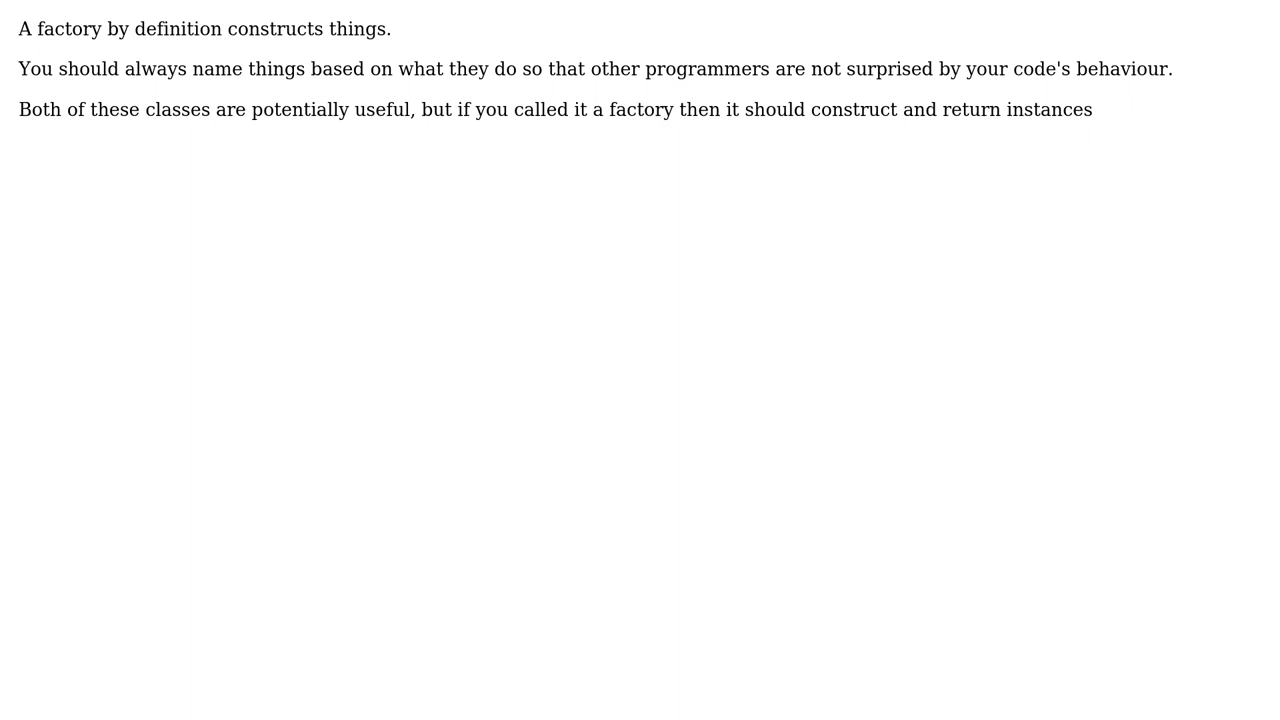 A factory by definition constructs things.
You should always name things based on what they do so that other programmers are not surprised by your code's behaviour.
Both of these classes are potentially useful, but if you called it a factory then it should construct and return instances